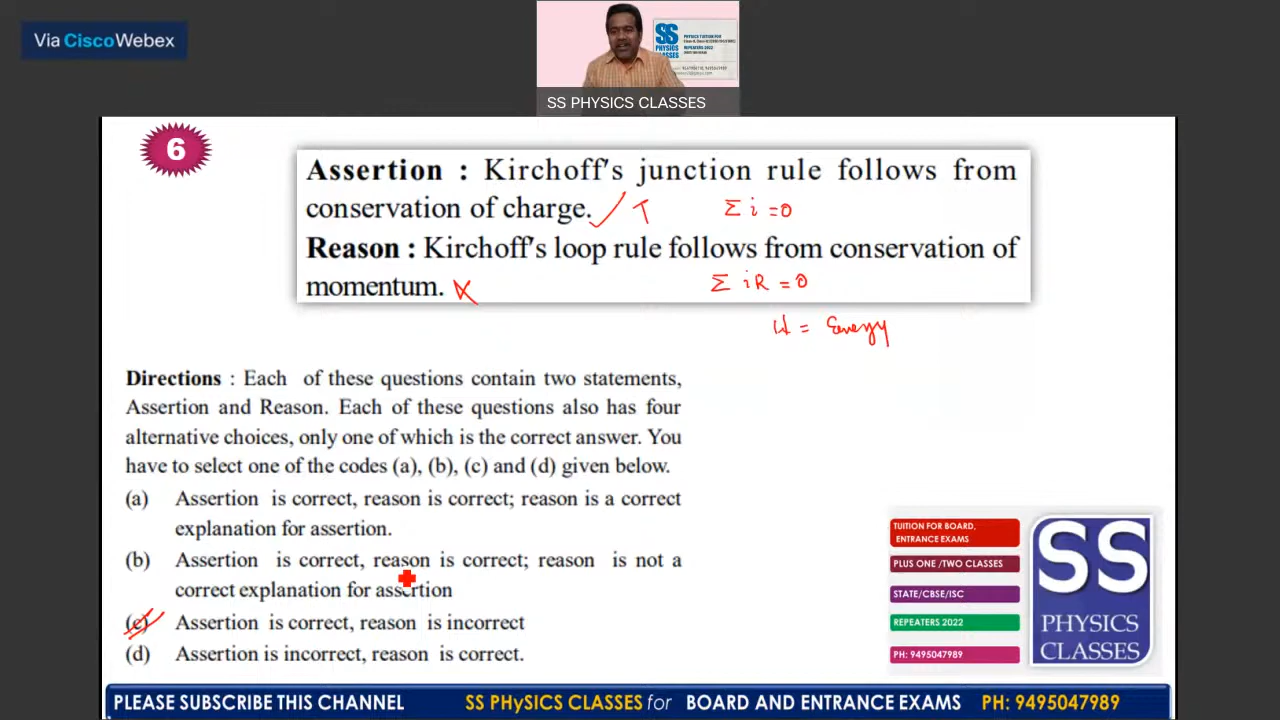 Via CiscoWebex
SS PHYSICS CLASSES
6
Assertion : Kirchoff's junction rule follows from
conservation of charge. T Σ i = 0
Reason : Kirchoff's loop rule follows from conservation of
momentum. Σ iR = 0
= Energy
Directions : Each of these questions contain two statements,
Assertion and Reason. Each of these questions also has four
alternative choices, only one of which is the correct answer. You
have to select one of the codes (a), (b), (c) and (d) given below.
(a) Assertion is correct, reason is correct; reason is a correct
explanation for assertion.
(b) Assertion is correct, reason is correct; reason is not a
correct explanation for assertion
(c) Assertion is correct, reason is incorrect
(d) Assertion is incorrect, reason is correct.
TUITION FOR BOARD,
ENTRANCE EXAMS
PLUS ONE /TWO CLASSES
STATE/CBSE/ISC
REPEATERS 2022
PH: 9495047989
SS
PHYSICS
CLASSES
PLEASE SUBSCRIBE THIS CHANNEL SS PHySICS CLASSES for BOARD AND ENTRANCE EXAMS PH: 9495047989